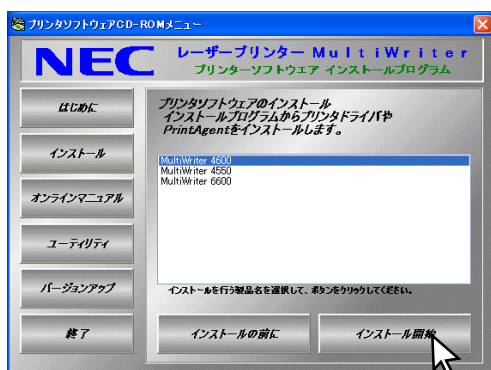 プリンタソフトウェアCD-ROMメニュー
NEC
レーザープリンター MultiWriter
プリンターソフトウエア インストールプログラム
はじめに
インストール
オンラインマニュアル
ユーティリティ
バージョンアップ
終了
プリンタソフトウェアのインストール
インストールプログラムからプリンタドライバや
PrintAgentをインストールします。
MultiWriter 4600
MultiWriter 4550
MultiWriter 6600
インストールを行う製品名を選択して、ボタンをクリックしてください。
インストールの前に
インストール開始